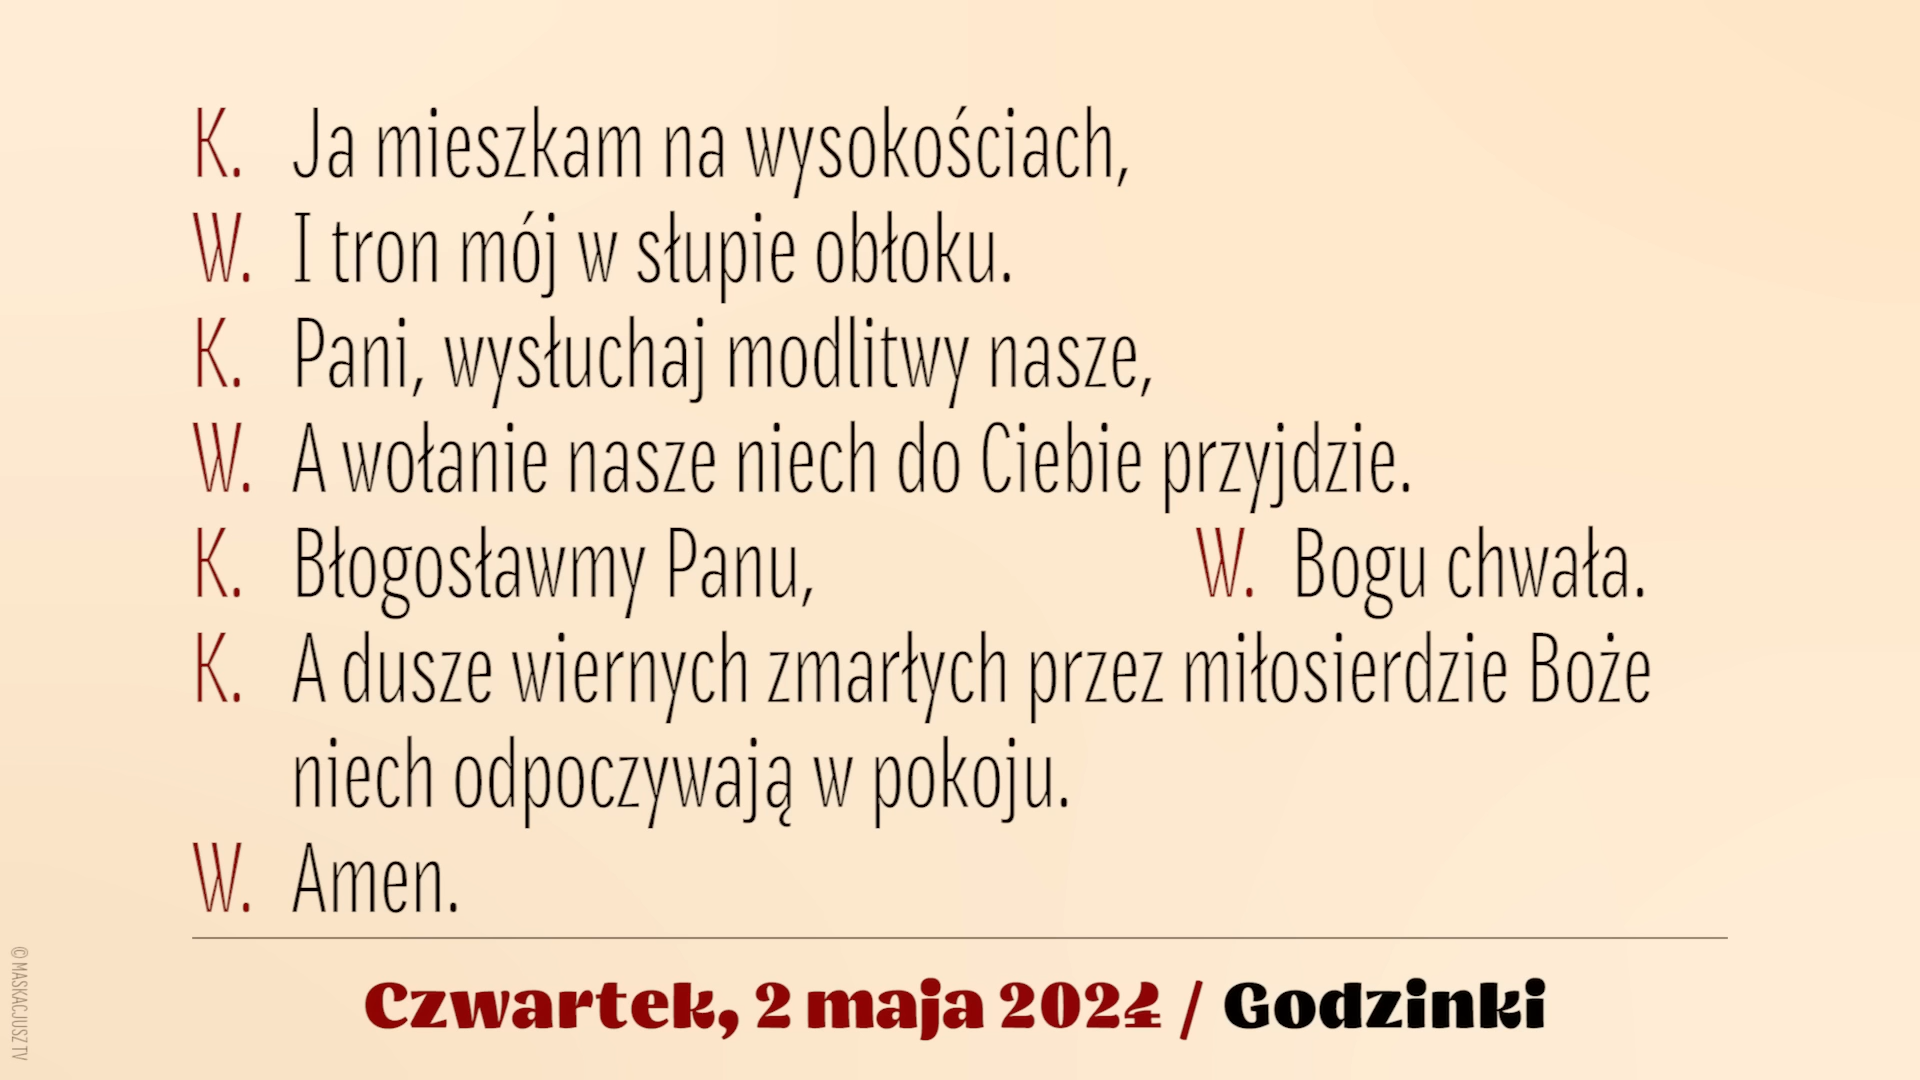 K. Ja mieszkam na wysokościach,
W. I tron mój w słupie obłoku.
K. Pani, wysłuchaj modlitwy nasze,
W. A wołanie nasze niech do Ciebie przyjdzie.
K. Błogosławmy Panu, W. Bogu chwała.
K. A dusze wiernych zmarłych przez miłosierdzie Boże
niech odpoczywają w pokoju.
W. Amen.
Czwartek, 2 maja 2024 / Godzinki
© MASKACJUSZ TV